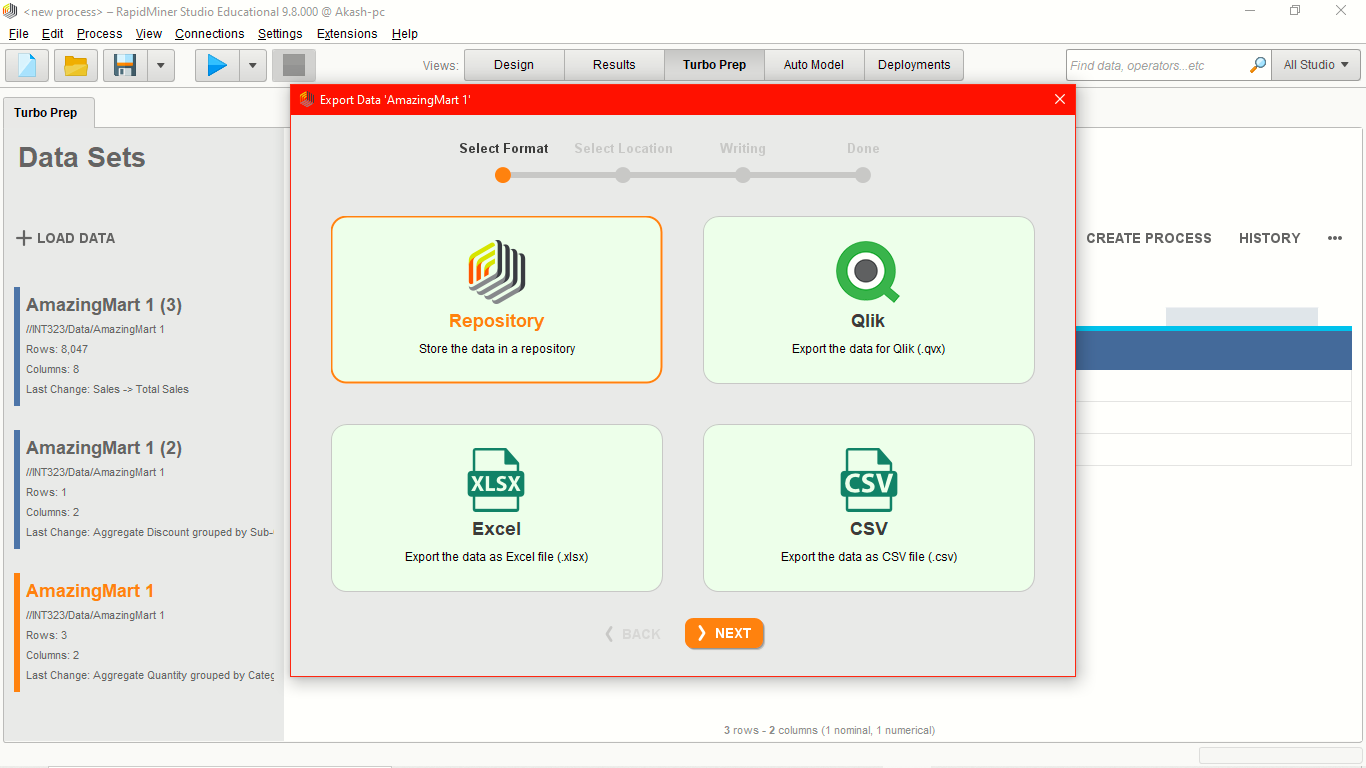 <new process> – RapidMiner Studio Educational 9.8.000 @ Akash-pc
File Edit Process View Connections Settings Extensions Help
Views: Design Results Turbo Prep Auto Model Deployments Find data, operators...etc All Studio
Turbo Prep
Data Sets
+ LOAD DATA
AmazingMart 1 (3)
//INT323/Data/AmazingMart 1
Rows: 8,047
Columns: 8
Last Change: Sales -> Total Sales
AmazingMart 1 (2)
//INT323/Data/AmazingMart 1
Rows: 1
Columns: 2
Last Change: Aggregate Discount grouped by Sub-
AmazingMart 1
//INT323/Data/AmazingMart 1
Rows: 3
Columns: 2
Last Change: Aggregate Quantity grouped by Categ
Export Data 'AmazingMart 1'
Select Format Select Location Writing Done
Repository
Store the data in a repository
Qlik
Export the data for Qlik (.qvx)
XLSX
Excel
Export the data as Excel file (.xlsx)
CSV
CSV
Export the data as CSV file (.csv)
❮ BACK ❯ NEXT
CREATE PROCESS HISTORY •••
3 rows - 2 columns (1 nominal, 1 numerical)